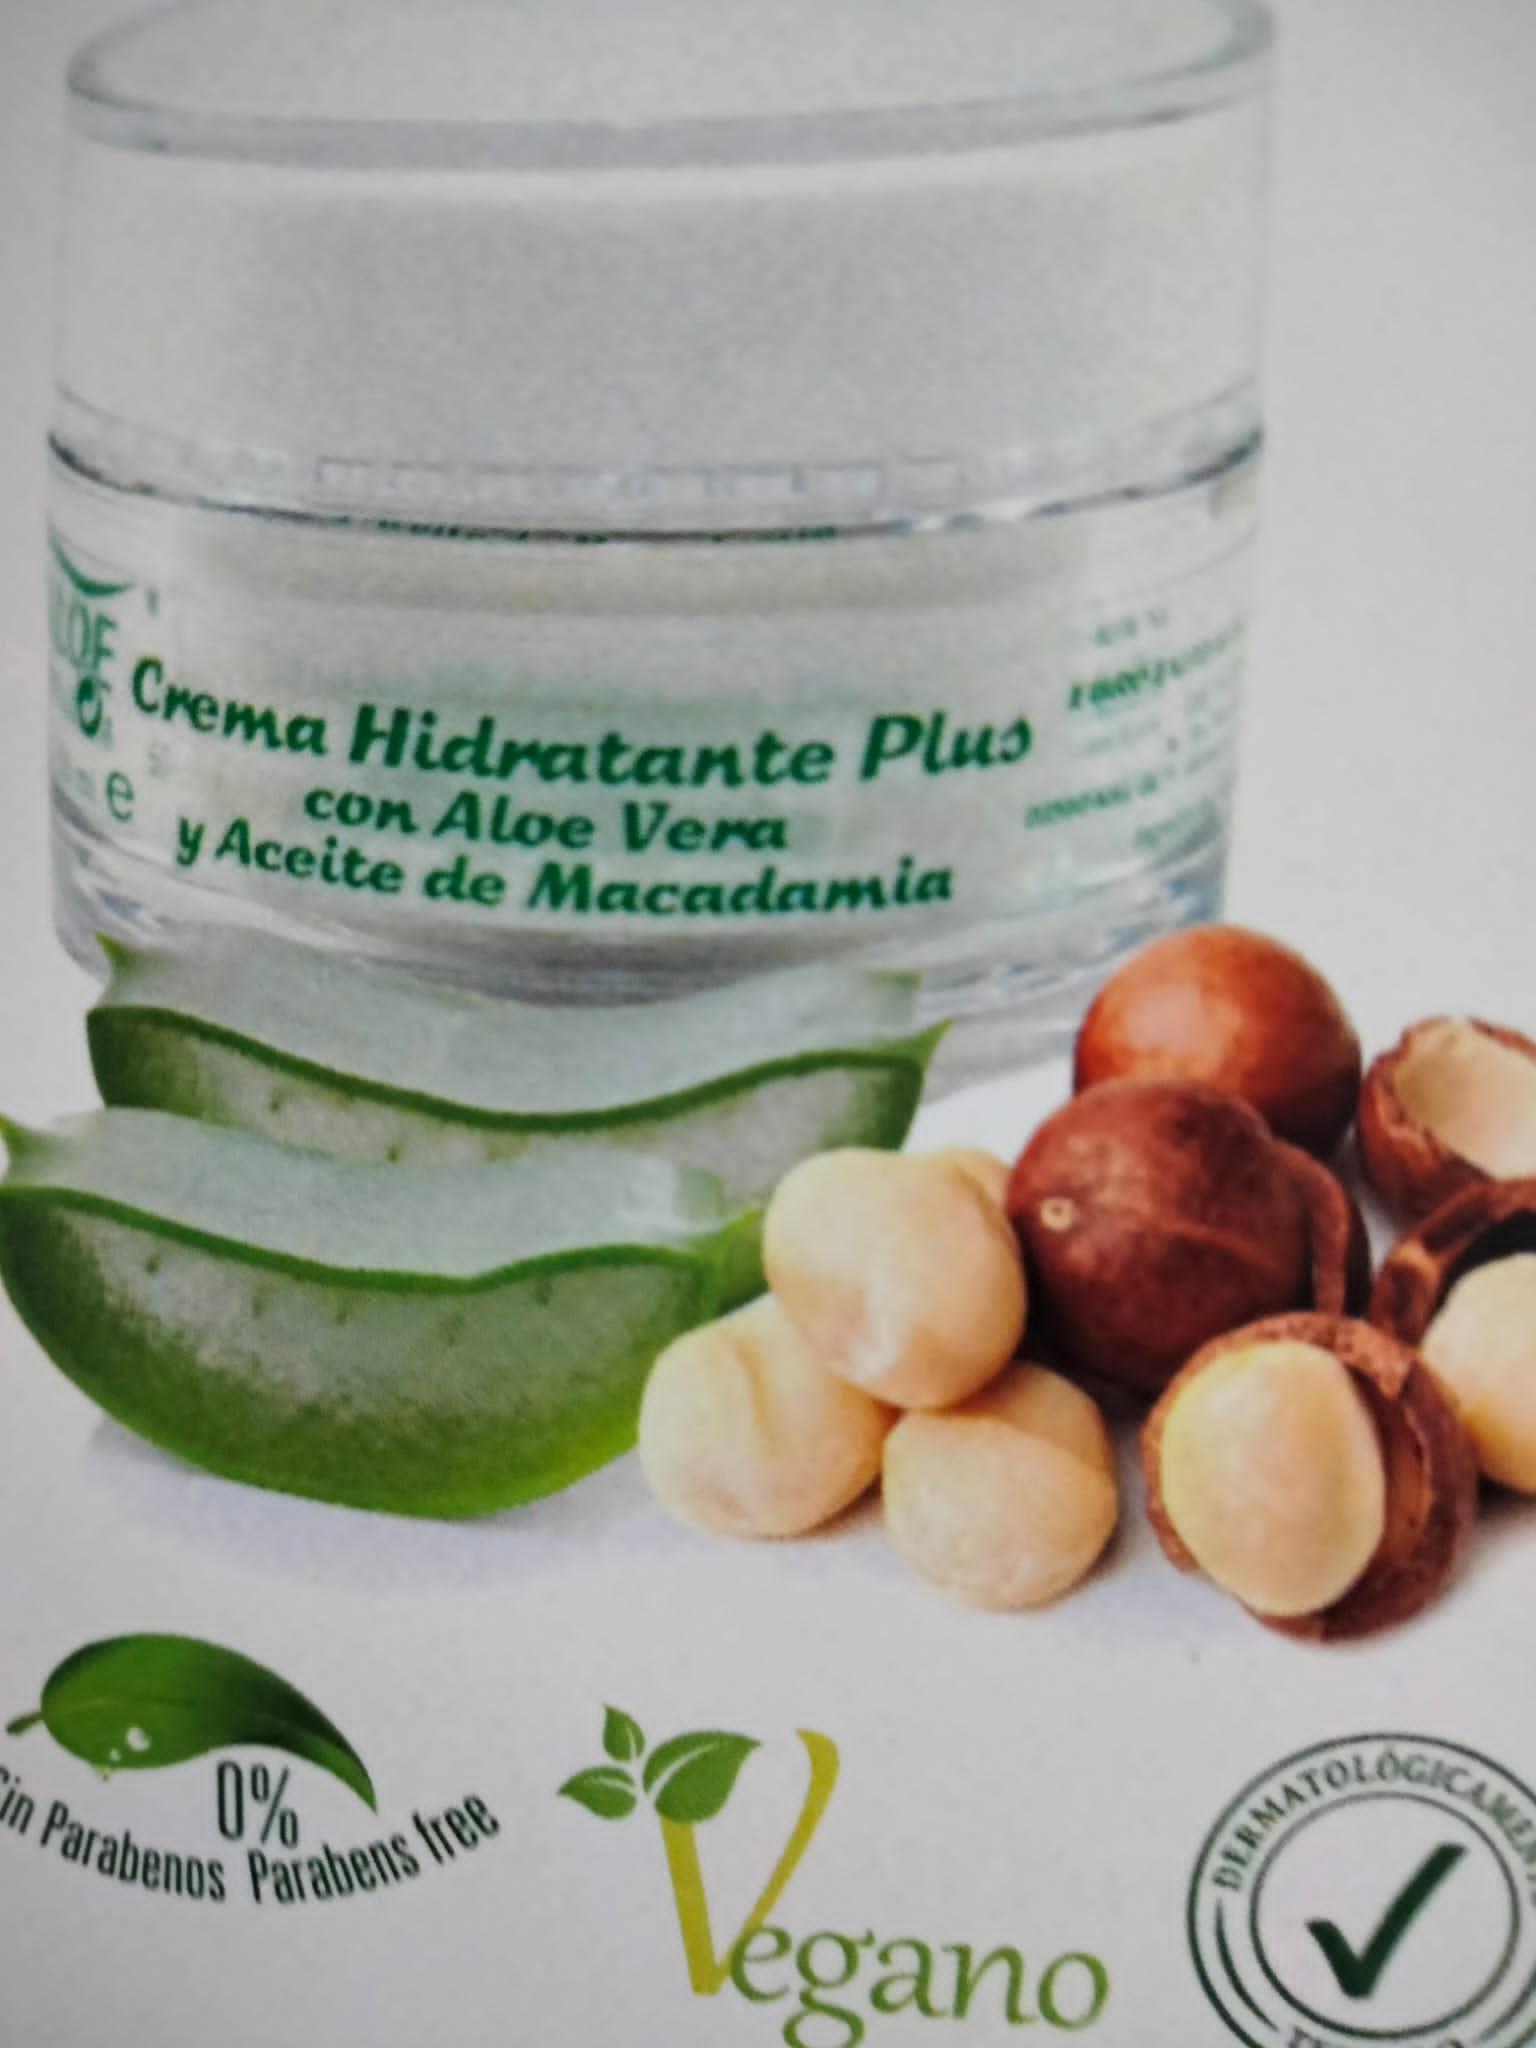 Crema Hidratante Plus
con Aloe Vera
y Aceite de Macadamia
e
0%
Sin Parabenos Parabens free
Vegano
DERMATOLÓGICAMENTE